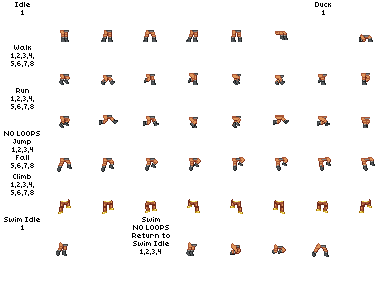 Idle
1
Duck
1
Walk
1,2,3,4,
5,6,7,8
Run
1,2,3,4,
5,6,7,8
NO LOOPS
Jump
1,2,3,4
Fall
5,6,7,8
Climb
1,2,3,4,
5,6,7,8
Swim Idle
1
Swim
NO LOOPS
Return to
Swim Idle
1,2,3,4